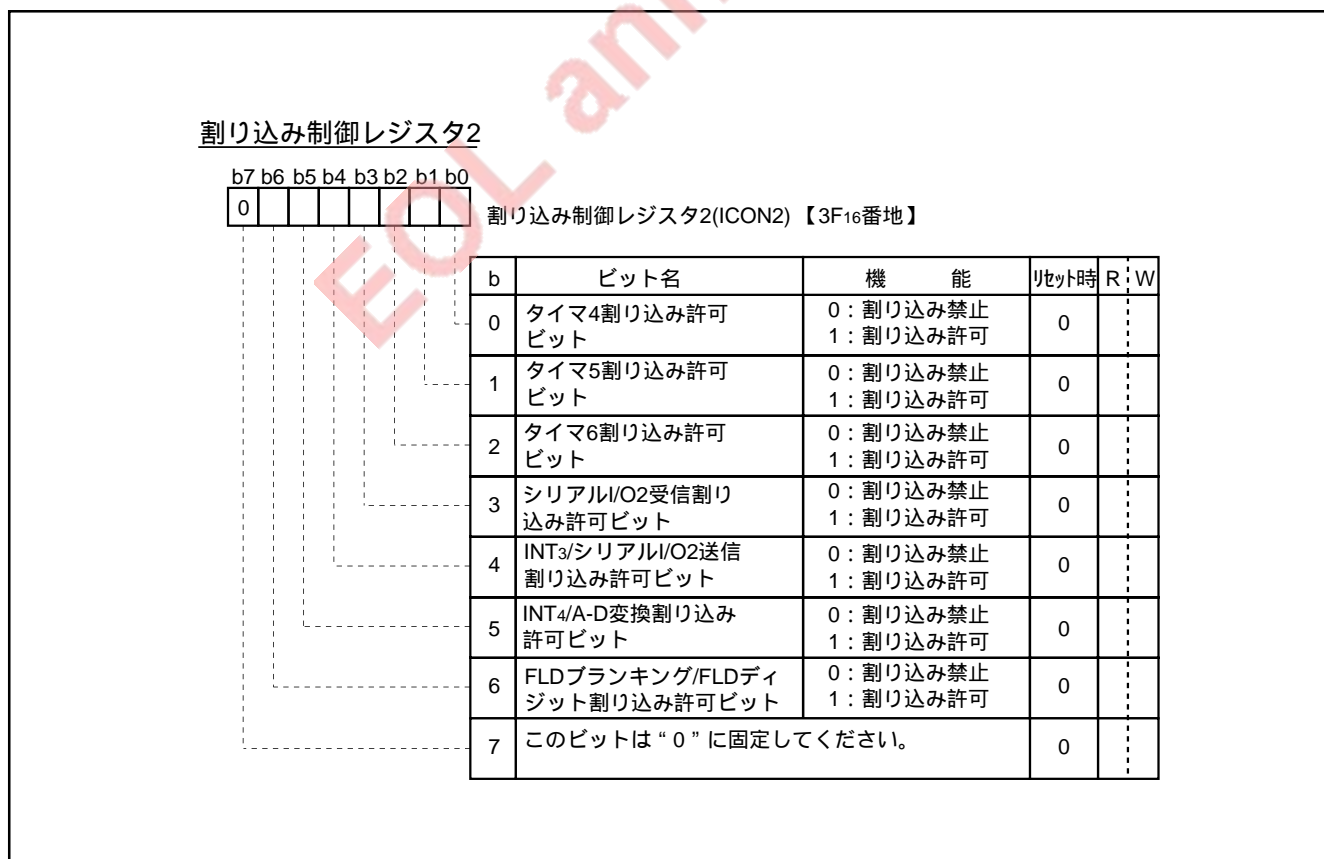 EOL ann
割り込み制御レジスタ2
b7 b6 b5 b4 b3 b2 b1 b0
0
割り込み制御レジスタ2(ICON2) 【3F16番地】
b ビット名 機 能 リセット時 R W
0 タイマ4割り込み許可 0：割り込み禁止 0
ビット 1：割り込み許可
1 タイマ5割り込み許可 0：割り込み禁止 0
ビット 1：割り込み許可
2 タイマ6割り込み許可 0：割り込み禁止 0
ビット 1：割り込み許可
3 シリアルI/O2受信割り 0：割り込み禁止 0
込み許可ビット 1：割り込み許可
4 INT3/シリアルI/O2送信 0：割り込み禁止 0
割り込み許可ビット 1：割り込み許可
5 INT4/A-D変換割り込み 0：割り込み禁止 0
許可ビット 1：割り込み許可
6 FLDブランキング/FLDディ 0：割り込み禁止 0
ジット割り込み許可ビット 1：割り込み許可
7 このビットは“0”に固定してください。 0